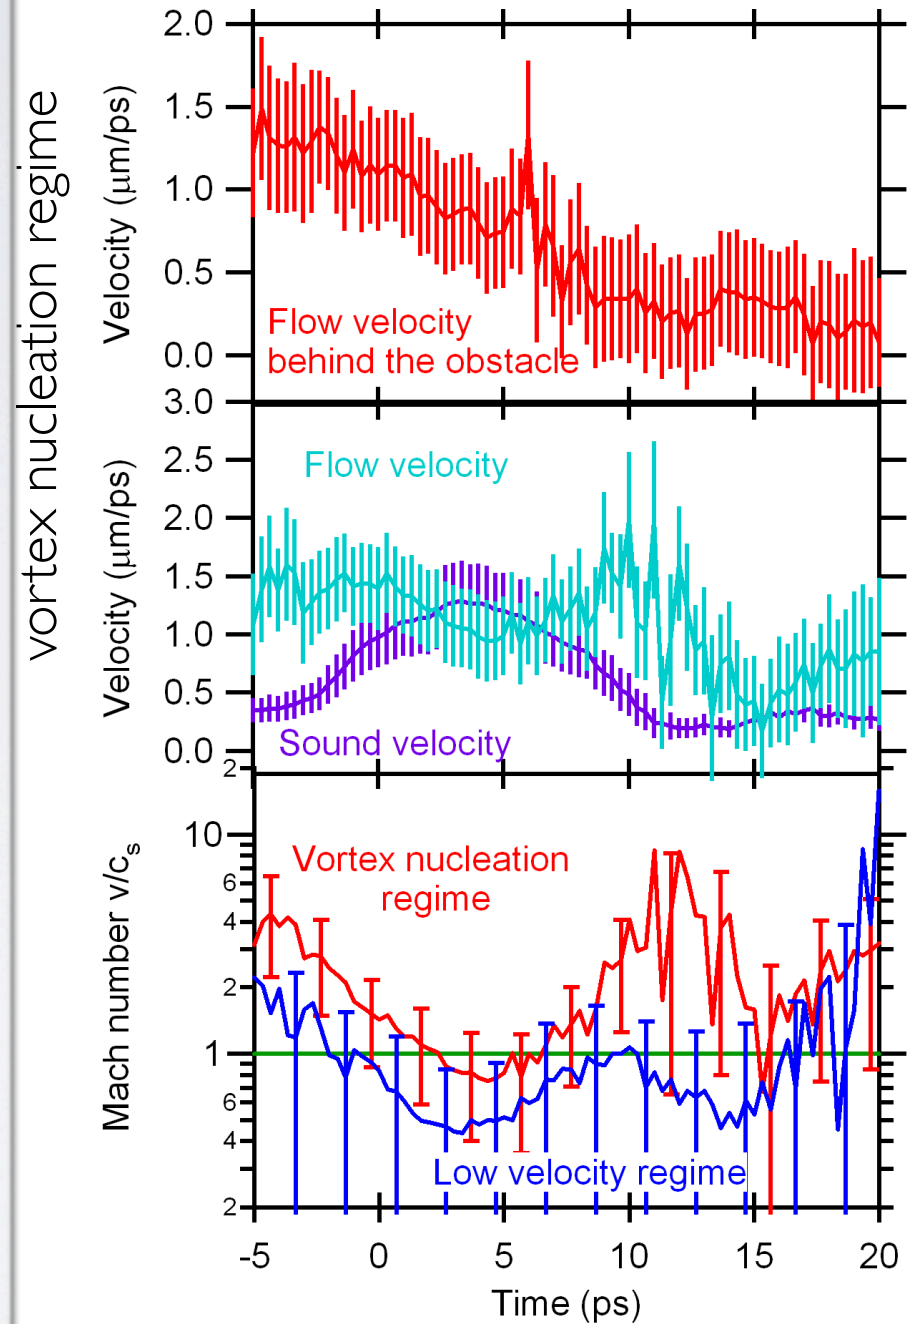 vortex nucleation regime
Velocity (μm/ps)
2.0
1.5
1.0
0.5
0.0
Flow velocity
behind the obstacle
Velocity (μm/ps)
3.0
2.5
2.0
1.5
1.0
0.5
0.0
Flow velocity
Sound velocity
Mach number v/cs
2
10
6
4
2
1
6
4
2
Vortex nucleation
regime
Low velocity regime
-5 0 5 10 15 20
Time (ps)